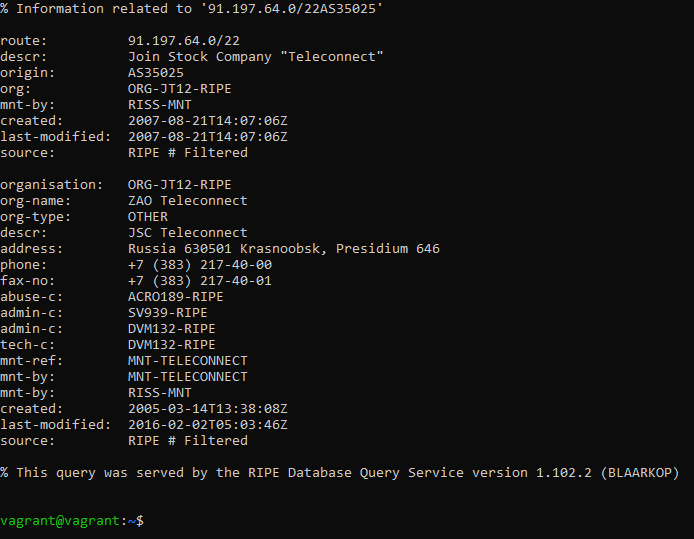 % Information related to '91.197.64.0/22AS35025'
route: 91.197.64.0/22
descr: Join Stock Company "Teleconnect"
origin: AS35025
org: ORG-JT12-RIPE
mnt-by: RISS-MNT
created: 2007-08-21T14:07:06Z
last-modified: 2007-08-21T14:07:06Z
source: RIPE # Filtered
organisation: ORG-JT12-RIPE
org-name: ZAO Teleconnect
org-type: OTHER
descr: JSC Teleconnect
address: Russia 630501 Krasnoobsk, Presidium 646
phone: +7 (383) 217-40-00
fax-no: +7 (383) 217-40-01
abuse-c: ACRO189-RIPE
admin-c: SV939-RIPE
admin-c: DVM132-RIPE
tech-c: DVM132-RIPE
mnt-ref: MNT-TELECONNECT
mnt-by: MNT-TELECONNECT
mnt-by: RISS-MNT
created: 2005-03-14T13:38:08Z
last-modified: 2016-02-02T05:03:46Z
source: RIPE # Filtered
% This query was served by the RIPE Database Query Service version 1.102.2 (BLAARKOP)
vagrant@vagrant:~$